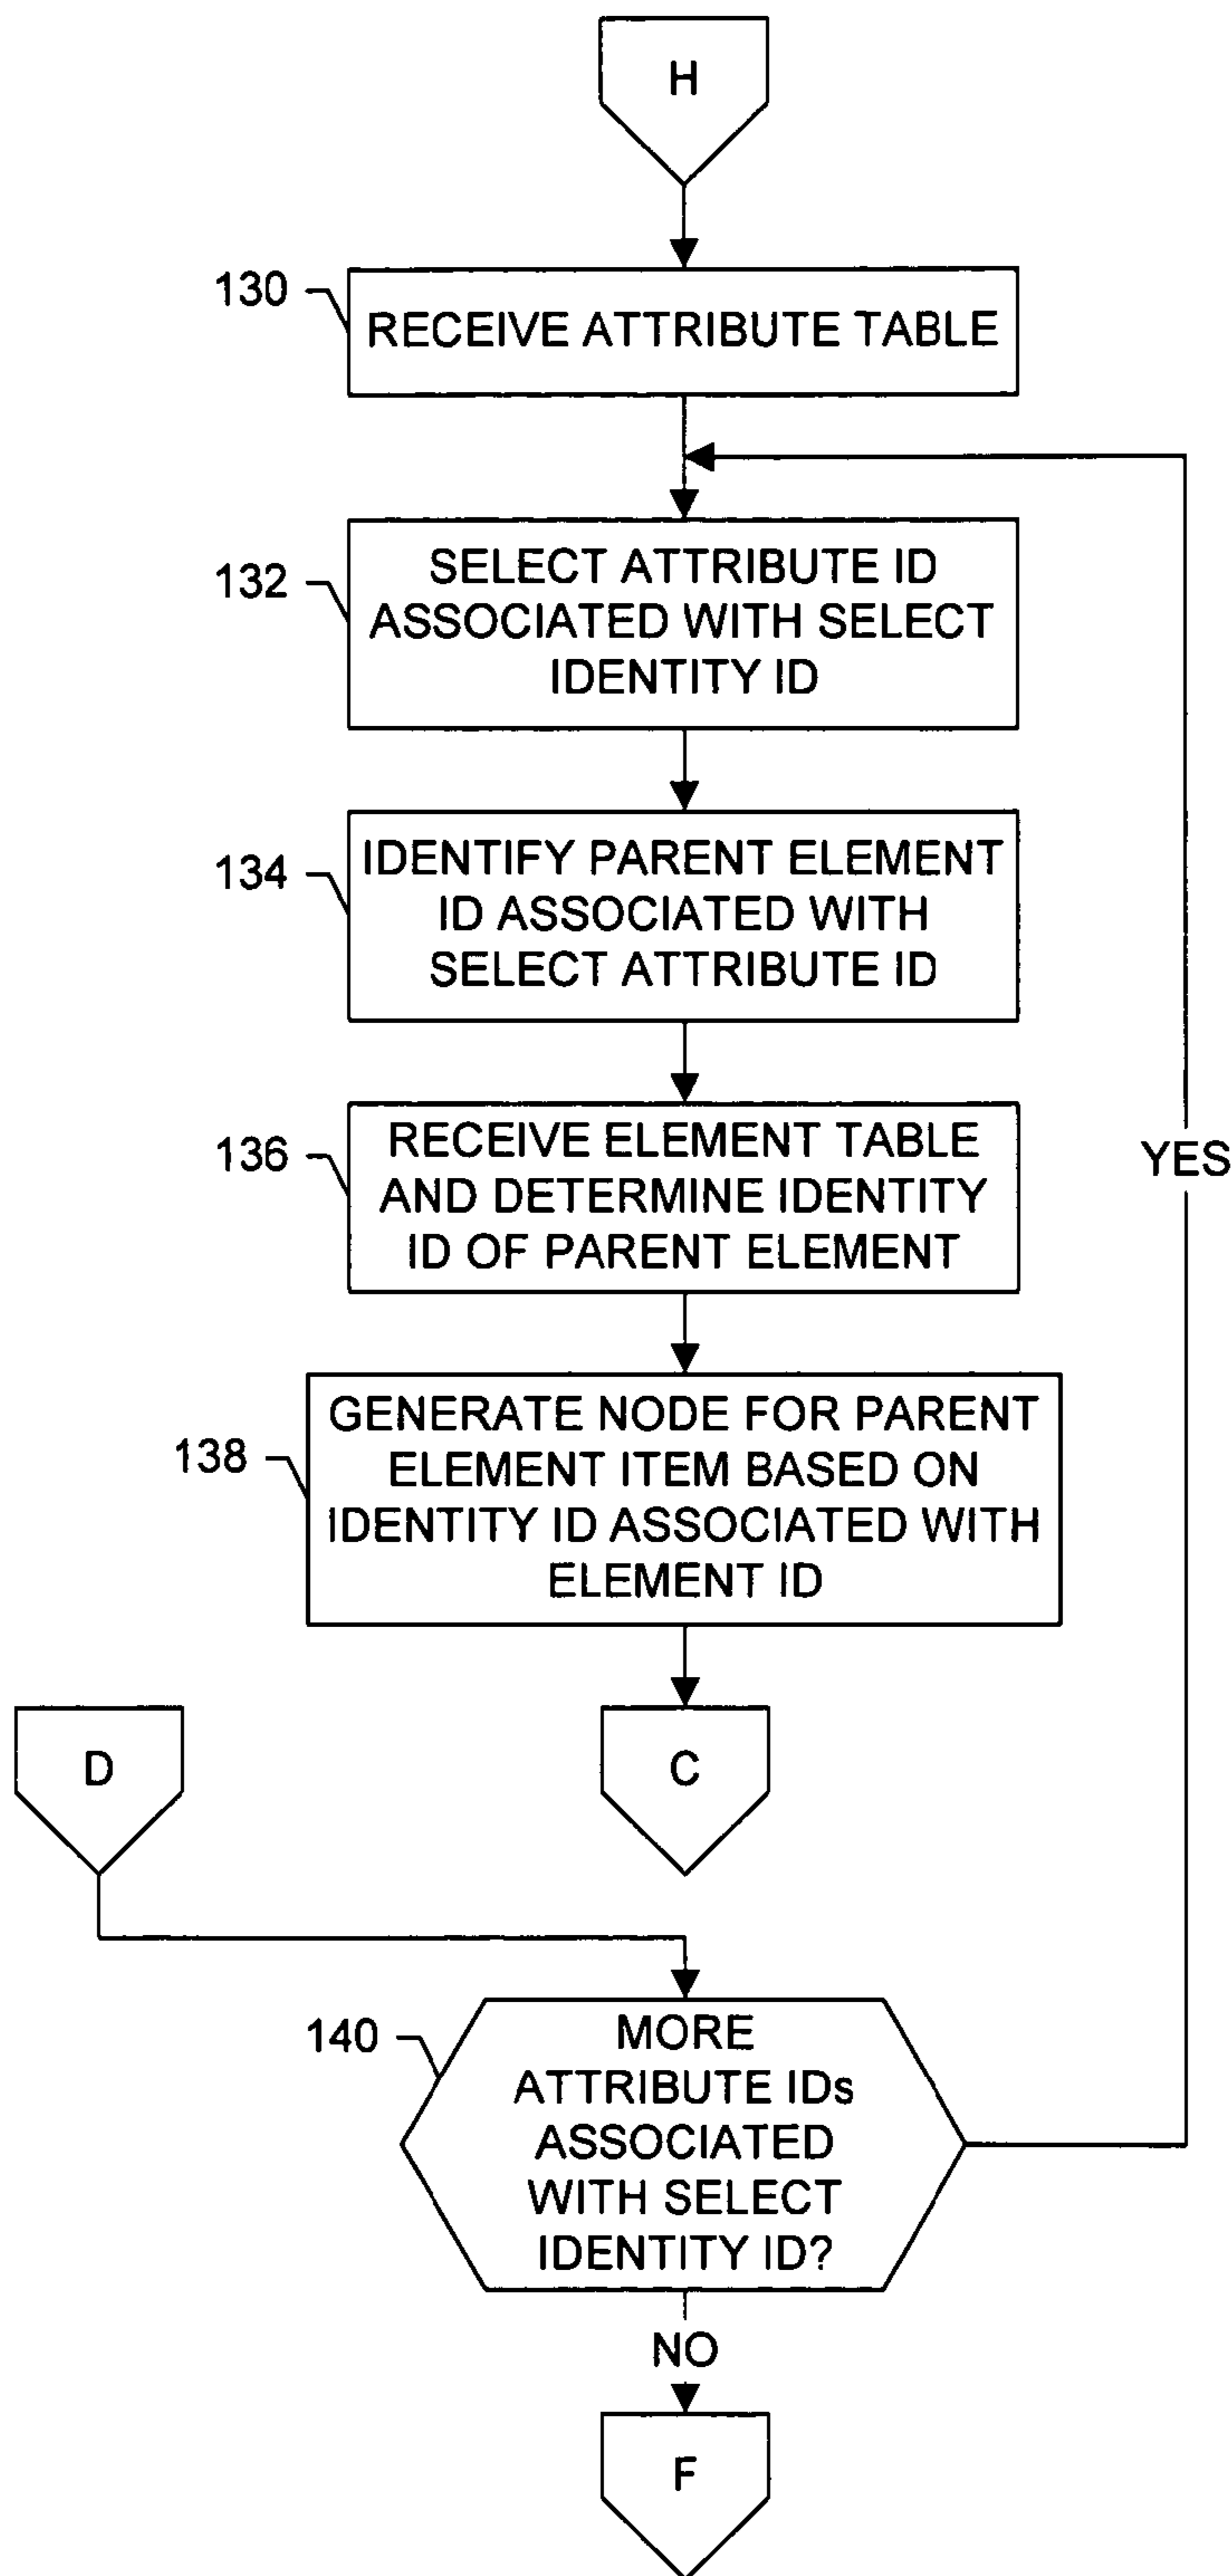 H
130
RECEIVE ATTRIBUTE TABLE
132
SELECT ATTRIBUTE ID
ASSOCIATED WITH SELECT
IDENTITY ID
134
IDENTIFY PARENT ELEMENT
ID ASSOCIATED WITH
SELECT ATTRIBUTE ID
136
RECEIVE ELEMENT TABLE
AND DETERMINE IDENTITY
ID OF PARENT ELEMENT
YES
138
GENERATE NODE FOR PARENT
ELEMENT ITEM BASED ON
IDENTITY ID ASSOCIATED WITH
ELEMENT ID
D
C
140
MORE
ATTRIBUTE IDs
ASSOCIATED
WITH SELECT
IDENTITY ID?
NO
F